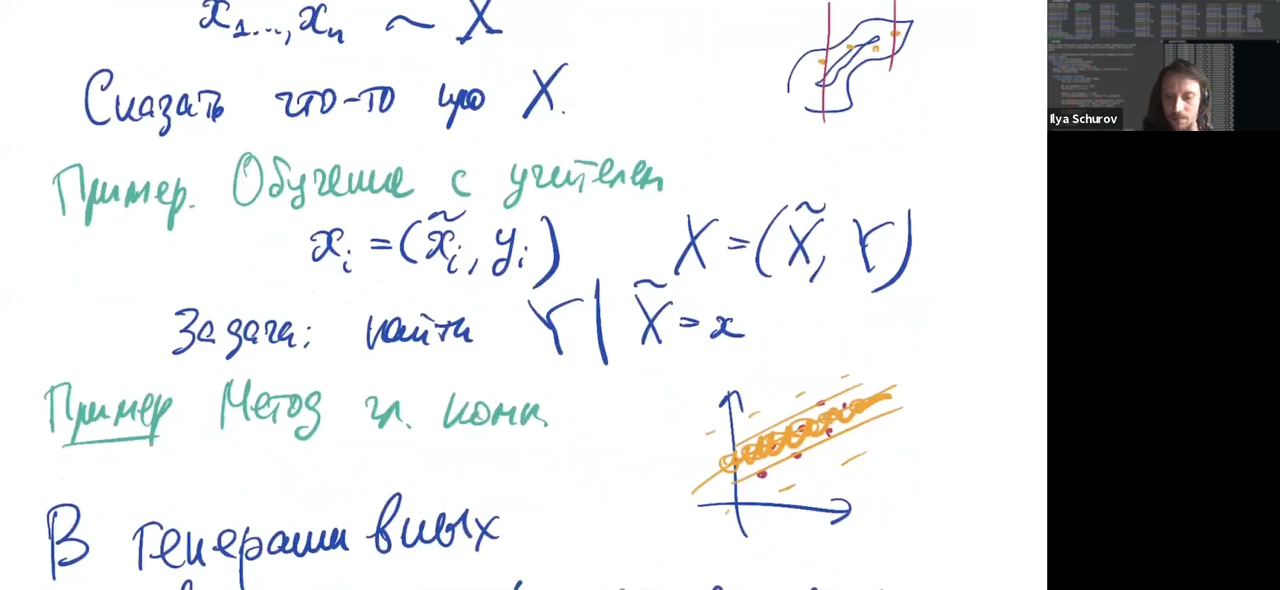 x₁..., xₙ ~ X
Сказать что-то про X.
Пример. Обучение с учителем
xᵢ = (x̃ᵢ, yᵢ) X = (X̃, Y)
Задача: найти Y | X̃ = x
Пример Метод гл. комп.
В генеративных
Ilya Schurov